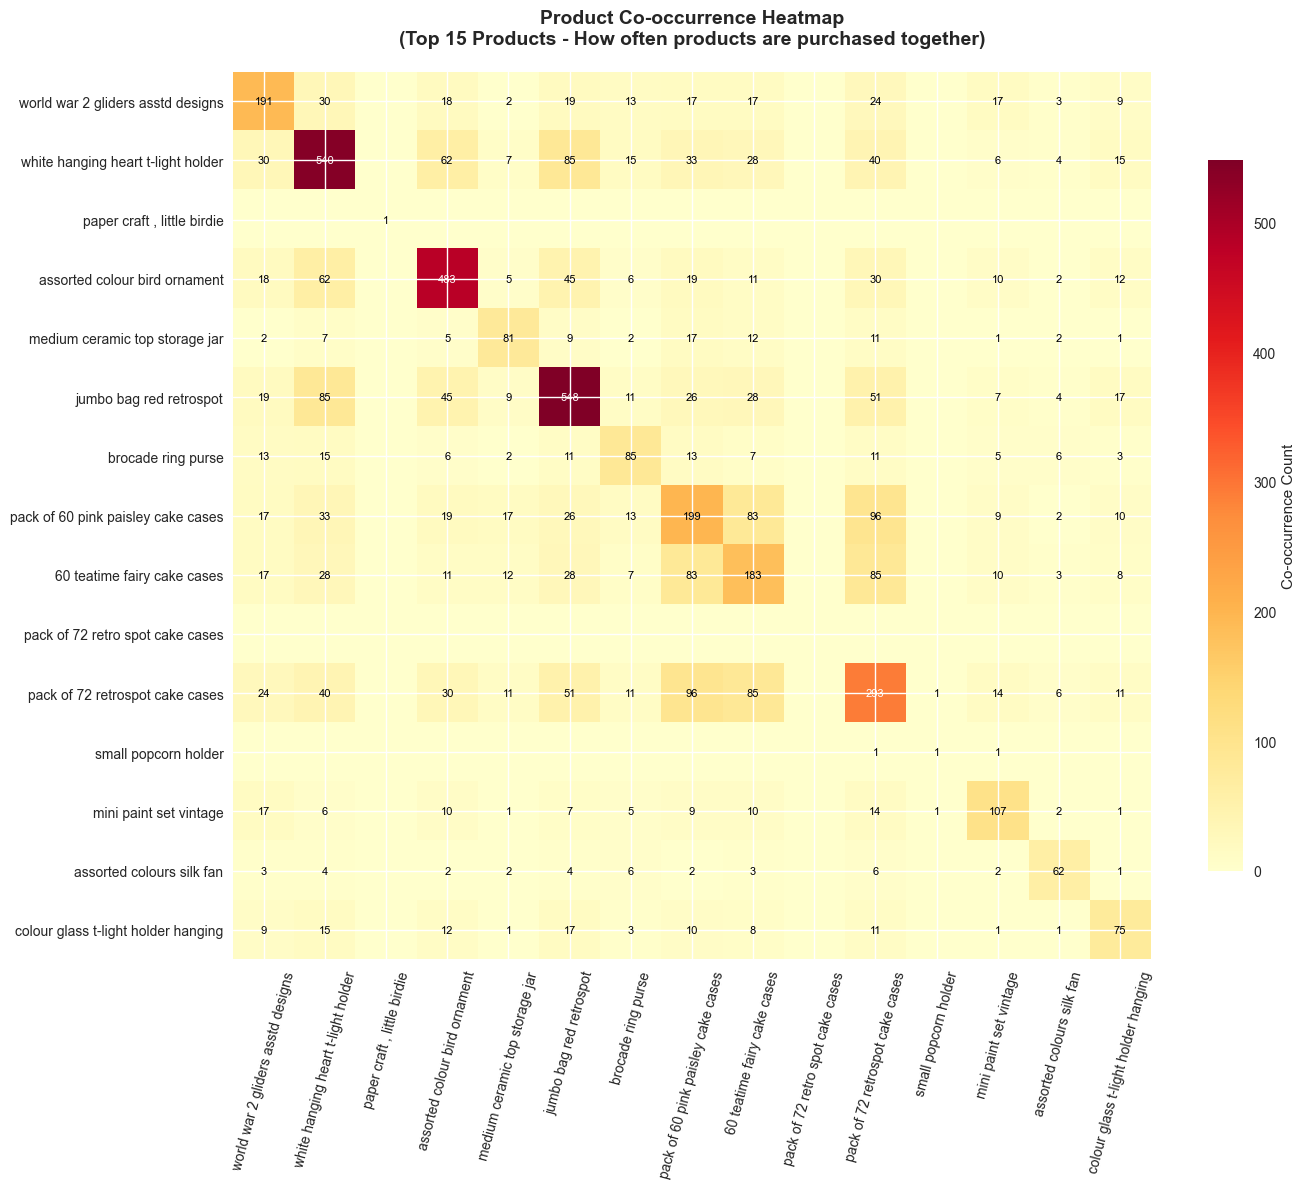 Product Co-occurrence Heatmap
(Top 15 Products - How often products are purchased together)
world war 2 gliders asstd designs 191 30 18 2 19 13 17 17 24 17 3 9
white hanging heart t-light holder 30 540 62 7 85 15 33 28 40 6 4 15
paper craft , little birdie 1
assorted colour bird ornament 18 62 483 5 45 6 19 11 30 10 2 12
medium ceramic top storage jar 2 7 5 81 9 2 17 12 11 1 2 1
jumbo bag red retrospot 19 85 45 9 548 11 26 28 51 7 4 17
brocade ring purse 13 15 6 2 11 85 13 7 11 5 6 3
pack of 60 pink paisley cake cases 17 33 19 17 26 13 199 83 96 9 2 10
60 teatime fairy cake cases 17 28 11 12 28 7 83 183 85 10 3 8
pack of 72 retro spot cake cases
pack of 72 retrospot cake cases 24 40 30 11 51 11 96 85 293 1 14 6 11
small popcorn holder 1 1 1
mini paint set vintage 17 6 10 1 7 5 9 10 14 1 107 2 1
assorted colours silk fan 3 4 2 2 4 6 2 3 6 2 62 1
colour glass t-light holder hanging 9 15 12 1 17 3 10 8 11 1 1 75
world war 2 gliders asstd designs
white hanging heart t-light holder
paper craft , little birdie
assorted colour bird ornament
medium ceramic top storage jar
jumbo bag red retrospot
brocade ring purse
pack of 60 pink paisley cake cases
60 teatime fairy cake cases
pack of 72 retro spot cake cases
pack of 72 retrospot cake cases
small popcorn holder
mini paint set vintage
assorted colours silk fan
colour glass t-light holder hanging
500
400
300
200
100
0
Co-occurrence Count